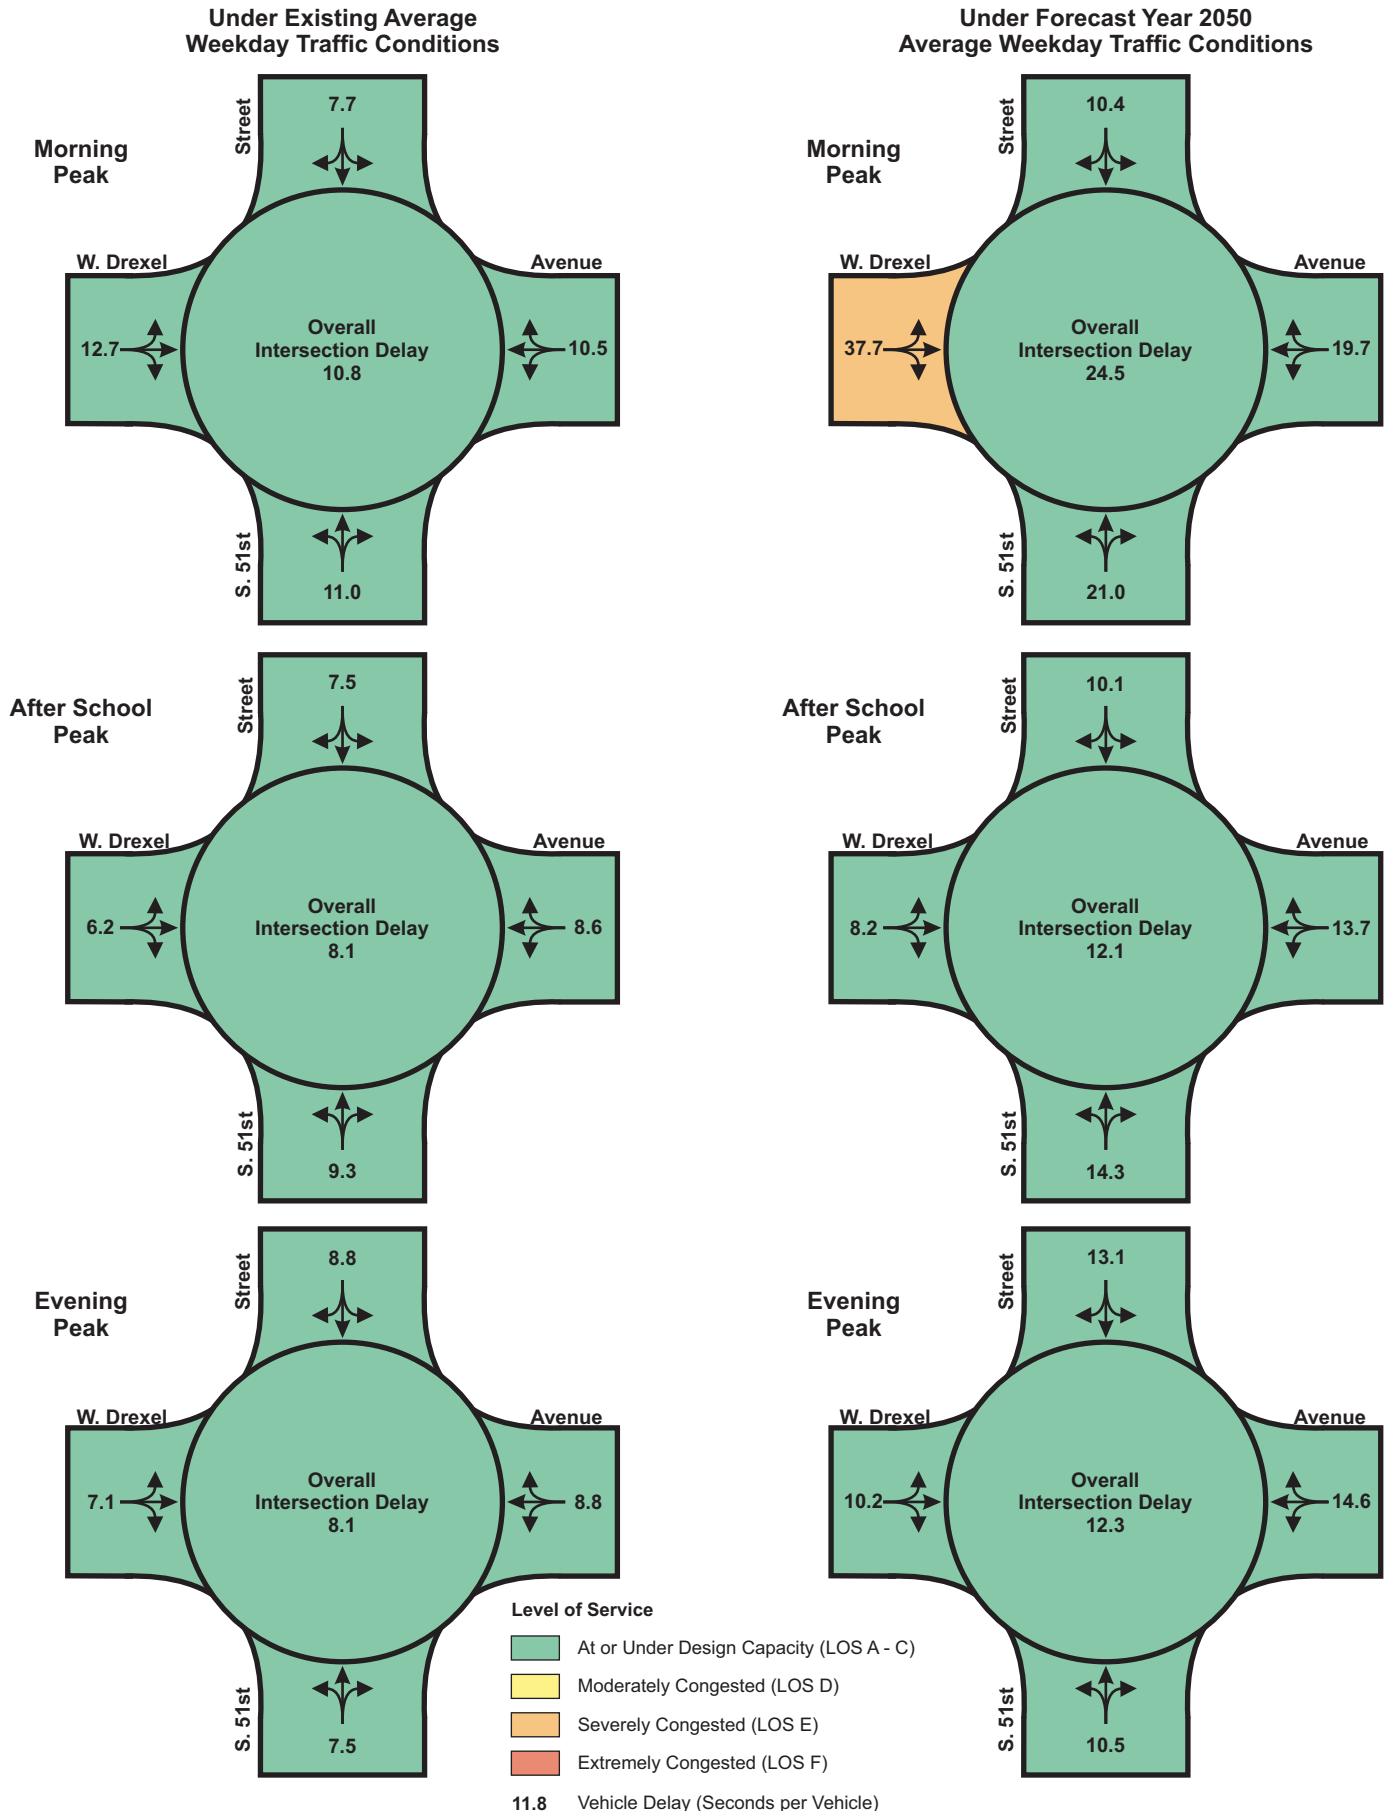 Under Existing Average
Weekday Traffic Conditions
Under Forecast Year 2050
Average Weekday Traffic Conditions
Morning
Peak
Street
7.7
W. Drexel
Avenue
12.7
Overall
Intersection Delay
10.8
10.5
S. 51st
11.0
Morning
Peak
Street
10.4
W. Drexel
Avenue
37.7
Overall
Intersection Delay
24.5
19.7
S. 51st
21.0
After School
Peak
Street
7.5
W. Drexel
Avenue
6.2
Overall
Intersection Delay
8.1
8.6
S. 51st
9.3
After School
Peak
Street
10.1
W. Drexel
Avenue
8.2
Overall
Intersection Delay
12.1
13.7
S. 51st
14.3
Evening
Peak
Street
8.8
W. Drexel
Avenue
7.1
Overall
Intersection Delay
8.1
8.8
S. 51st
7.5
Evening
Peak
Street
13.1
W. Drexel
Avenue
10.2
Overall
Intersection Delay
12.3
14.6
S. 51st
10.5
Level of Service
At or Under Design Capacity (LOS A - C)
Moderately Congested (LOS D)
Severely Congested (LOS E)
Extremely Congested (LOS F)
11.8 Vehicle Delay (Seconds per Vehicle)